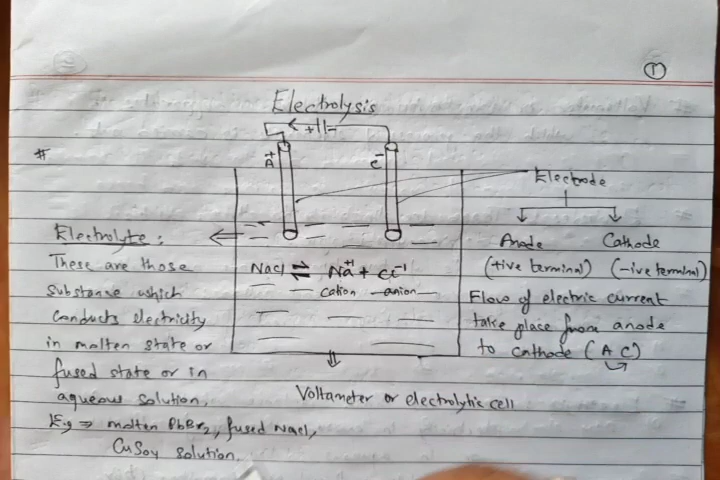 1
Electrolysis
#
+ -
A+
C-
Electrode
Anode Cathode
(+ive terminal) (-ive terminal)
Flow of electric current
take place from anode
to cathode (A C)
Electrolyte :
These are those
substance which
conducts electricity
in molten state or
fused state or in
aqueous solution.
E.g ⇒ molten PbBr2, fused NaCl,
CuSO4 solution.
NaCl ⇌ Na+1 + Cl-1
cation anion
Voltameter or electrolytic cell